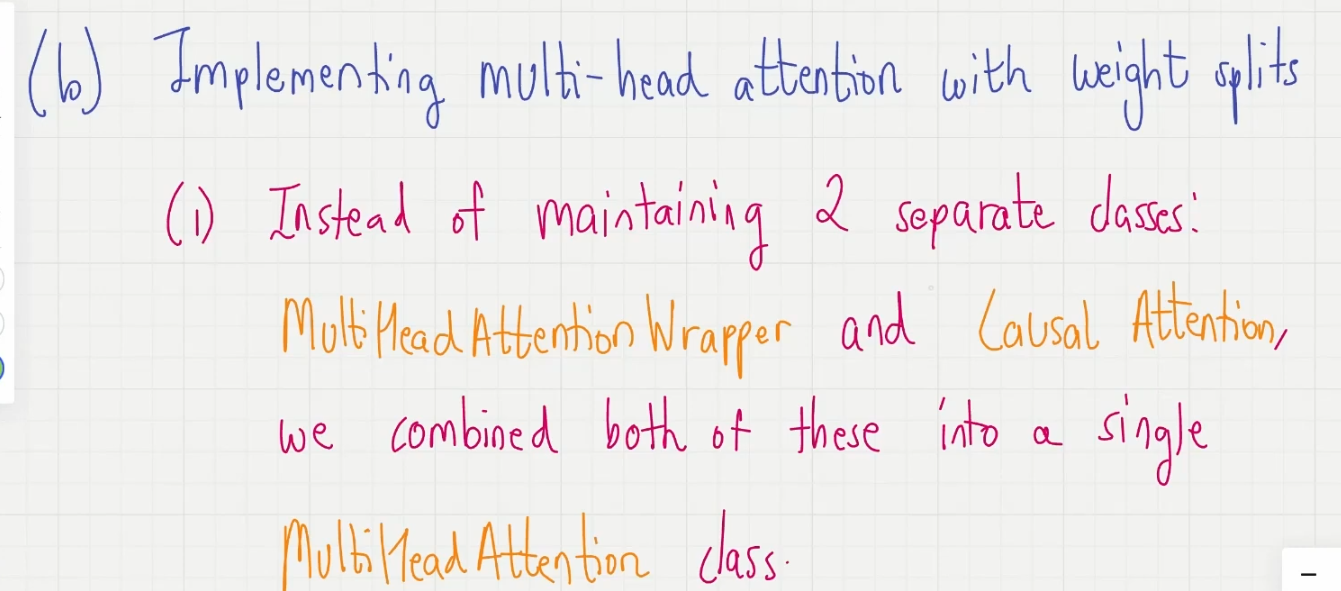 (b) Implementing multi-head attention with weight splits
(1) Instead of maintaining 2 separate classes:
MultiHeadAttentionWrapper and Causal Attention,
we combined both of these into a single
MultiHeadAttention class.